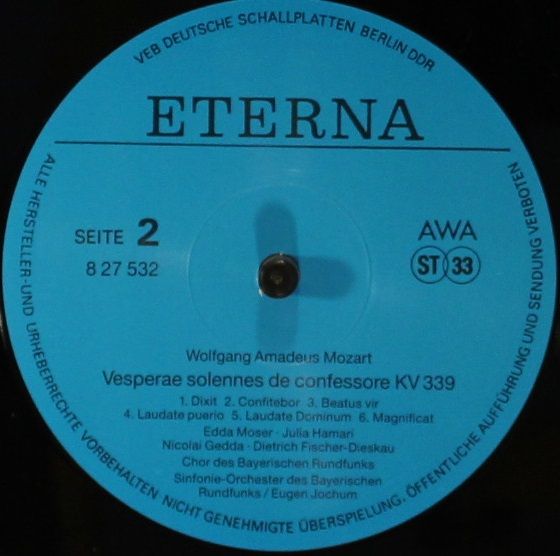 VEB DEUTSCHE SCHALLPLATTEN BERLIN DDR
ETERNA
SEITE 2
8 27 532
AWA
ST 33
Wolfgang Amadeus Mozart
Vesperae solennes de confessore KV 339
1. Dixit 2. Confitebor 3. Beatus vir
4. Laudate puerio 5. Laudate Dominum 6. Magnificat
Edda Moser · Julia Hamari
Nicolai Gedda · Dietrich Fischer-Dieskau
Chor des Bayerischen Rundfunks
Sinfonie-Orchester des Bayerischen
Rundfunks / Eugen Jochum
ALLE HERSTELLER- UND URHEBERRECHTE VORBEHALTEN. NICHT GENEHMIGTE ÜBERSPIELUNG, ÖFFENTLICHE AUFFÜHRUNG UND SENDUNG VERBOTEN